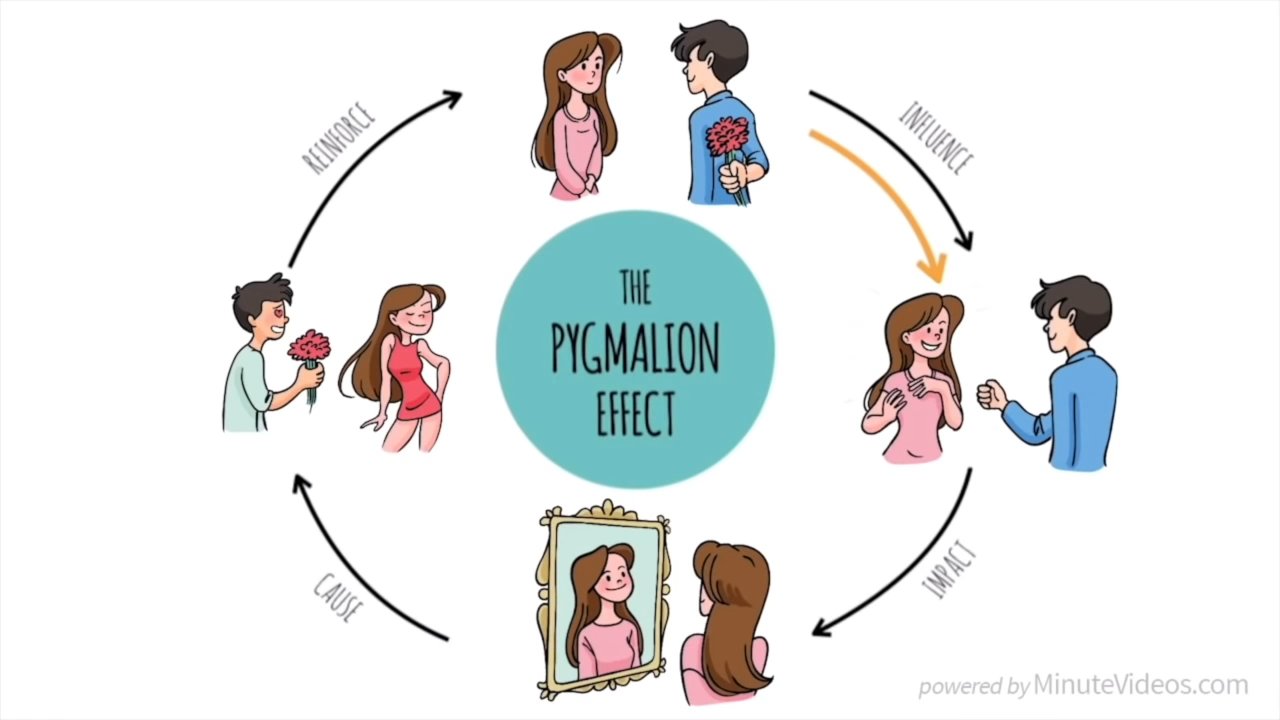 REINFORCE
INFLUENCE
THE
PYGMALION
EFFECT
CAUSE
IMPACT
powered by MinuteVideos.com